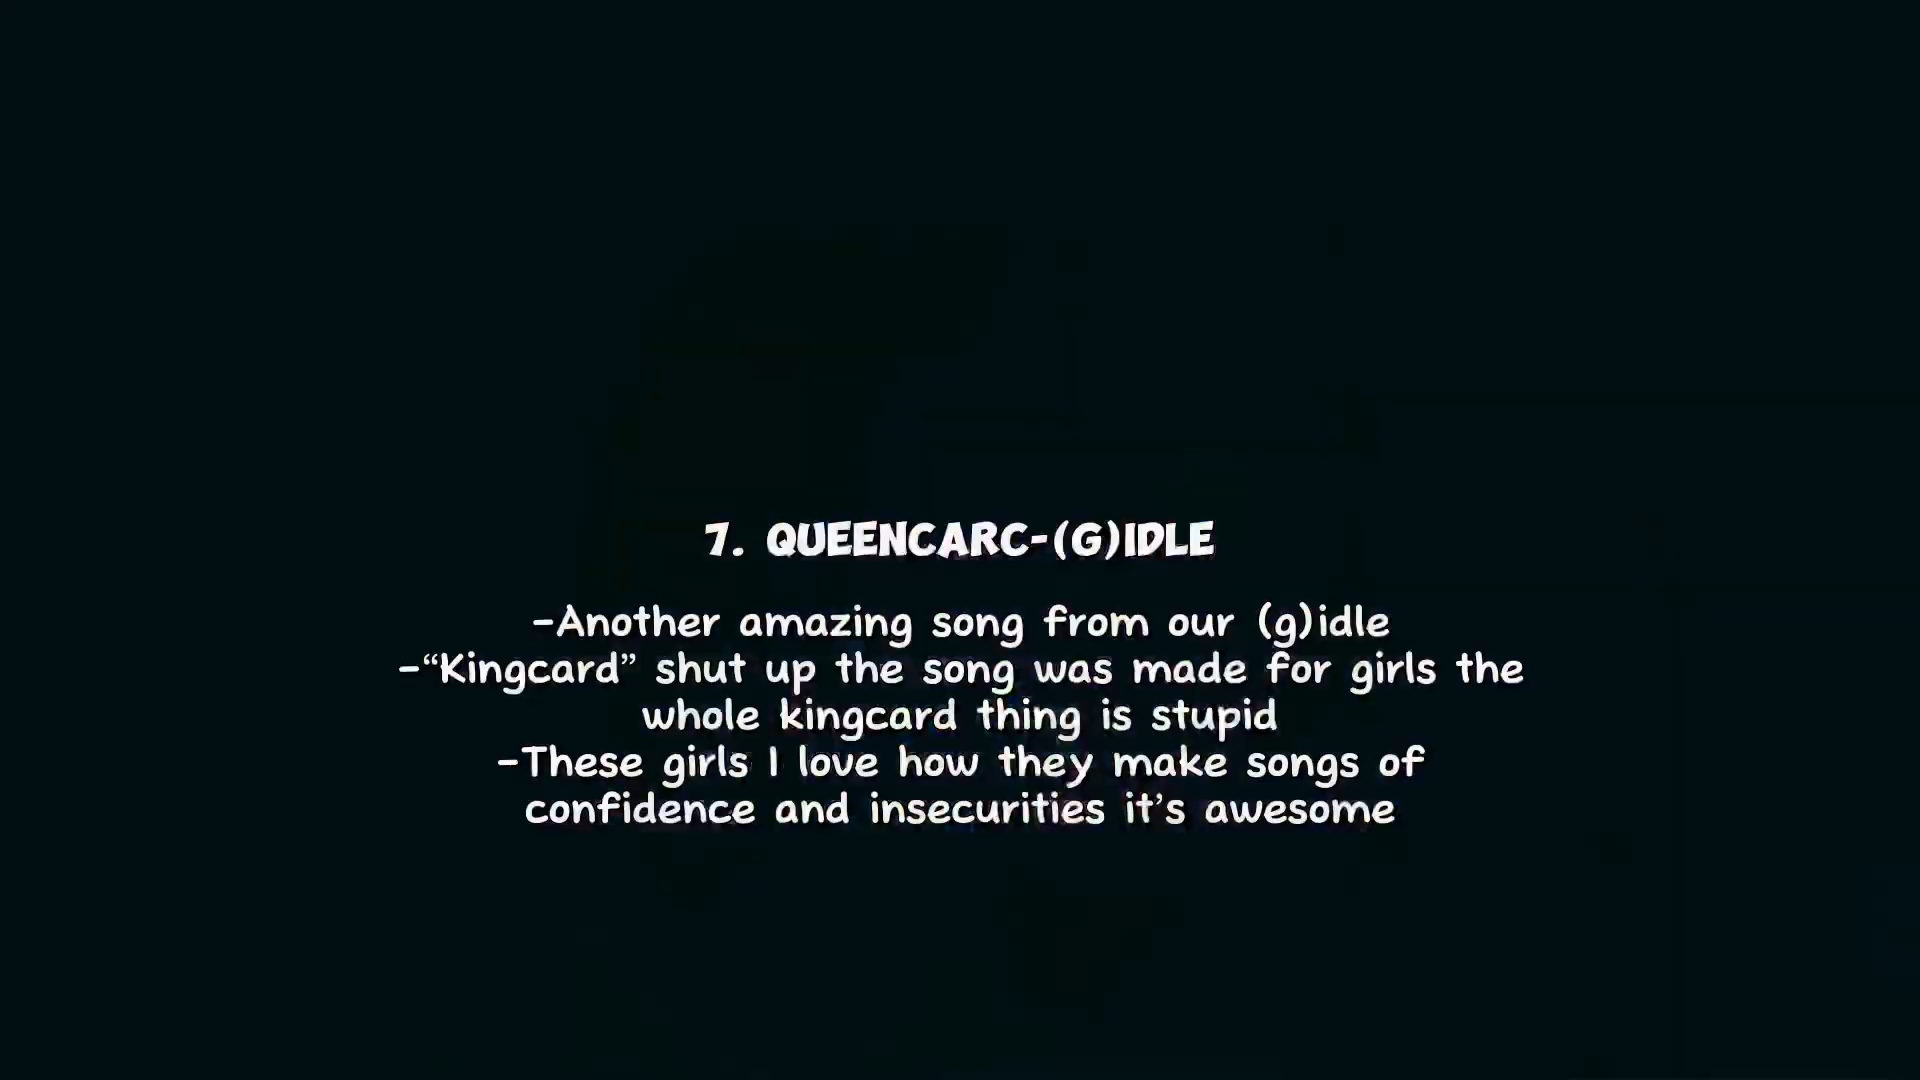 7. QUEENCARC-(G)IDLE
-Another amazing song from our (g)idle
-“Kingcard” shut up the song was made for girls the
whole kingcard thing is stupid
-These girls I love how they make songs of
confidence and insecurities it’s awesome